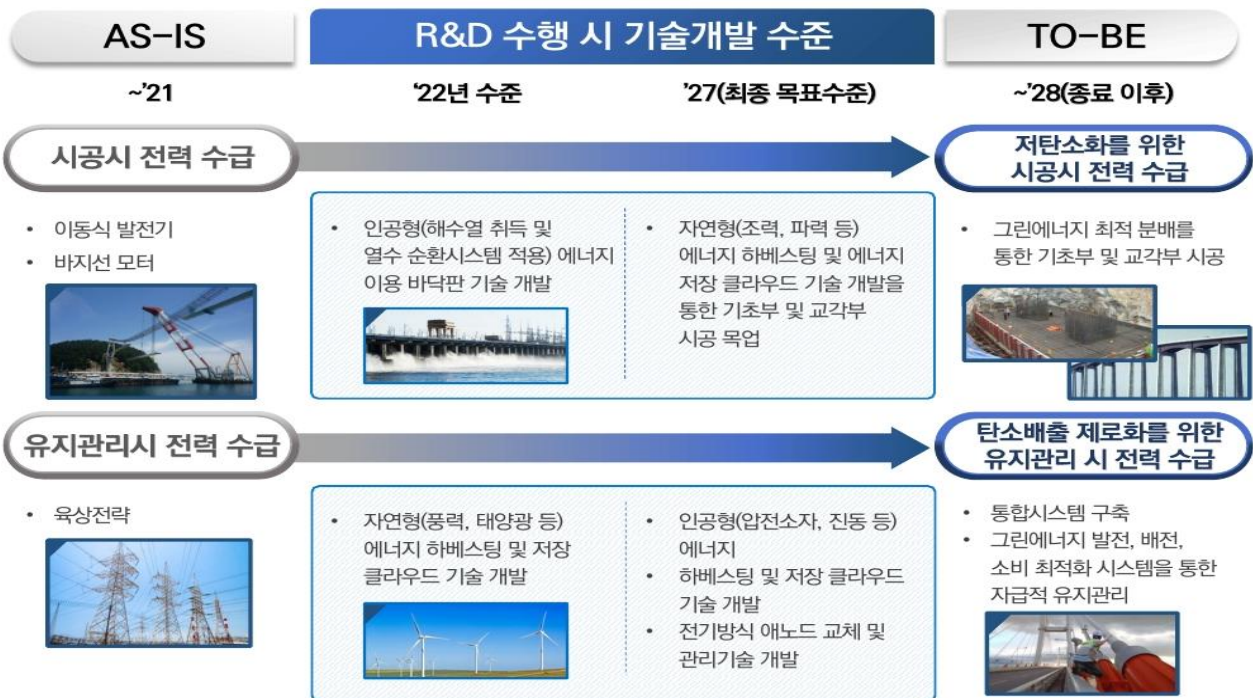 AS-IS
R&D 수행 시 기술개발 수준
TO-BE
~'21
'22년 수준
'27(최종 목표수준)
~'28(종료 이후)
시공시 전력 수급
저탄소화를 위한
시공시 전력 수급
• 이동식 발전기
• 바지선 모터
• 인공형(해수열 취득 및
열수 순환시스템 적용) 에너지
이용 바닥판 기술 개발
• 자연형(조력, 파력 등)
에너지 하베스팅 및 에너지
저장 클라우드 기술 개발을
통한 기초부 및 교각부
시공 목업
• 그린에너지 최적 분배를
통한 기초부 및 교각부 시공
유지관리시 전력 수급
탄소배출 제로화를 위한
유지관리 시 전력 수급
• 육상전략
• 자연형(풍력, 태양광 등)
에너지 하베스팅 및 저장
클라우드 기술 개발
• 인공형(압전소자, 진동 등)
에너지
• 하베스팅 및 저장 클라우드
기술 개발
• 전기방식 애노드 교체 및
관리기술 개발
• 통합시스템 구축
• 그린에너지 발전, 배전,
소비 최적화 시스템을 통한
자급적 유지관리